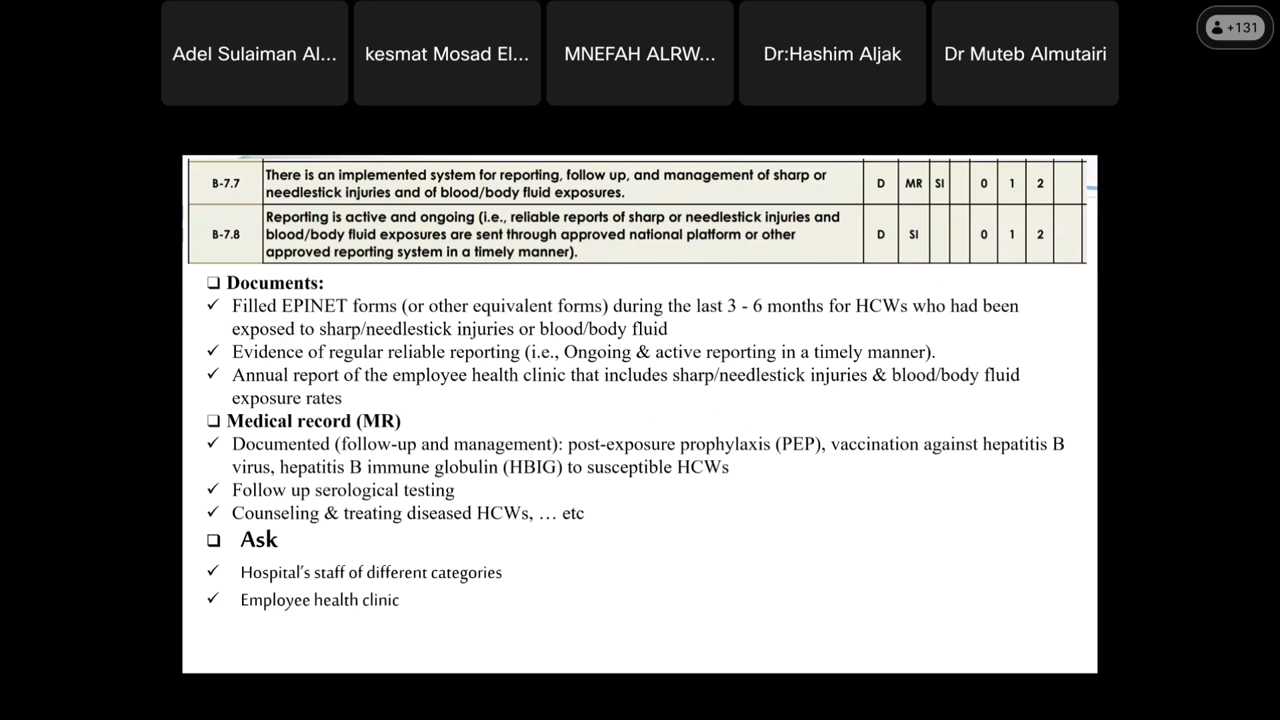 Adel Sulaiman Al...
kesmat Mosad El...
MNEFAH ALRW...
Dr:Hashim Aljak
Dr Muteb Almutairi
+131
B-7.7
There is an implemented system for reporting, follow up, and management of sharp or
needlestick injuries and of blood/body fluid exposures.
D MR SI 0 1 2
B-7.8
Reporting is active and ongoing (i.e., reliable reports of sharp or needlestick injuries and
blood/body fluid exposures are sent through approved national platform or other
approved reporting system in a timely manner).
D SI 0 1 2
❑ Documents:
✓ Filled EPINET forms (or other equivalent forms) during the last 3 - 6 months for HCWs who had been
exposed to sharp/needlestick injuries or blood/body fluid
✓ Evidence of regular reliable reporting (i.e., Ongoing & active reporting in a timely manner).
✓ Annual report of the employee health clinic that includes sharp/needlestick injuries & blood/body fluid
exposure rates
❑ Medical record (MR)
✓ Documented (follow-up and management): post-exposure prophylaxis (PEP), vaccination against hepatitis B
virus, hepatitis B immune globulin (HBIG) to susceptible HCWs
✓ Follow up serological testing
✓ Counseling & treating diseased HCWs, … etc
❑ Ask
✓ Hospital's staff of different categories
✓ Employee health clinic